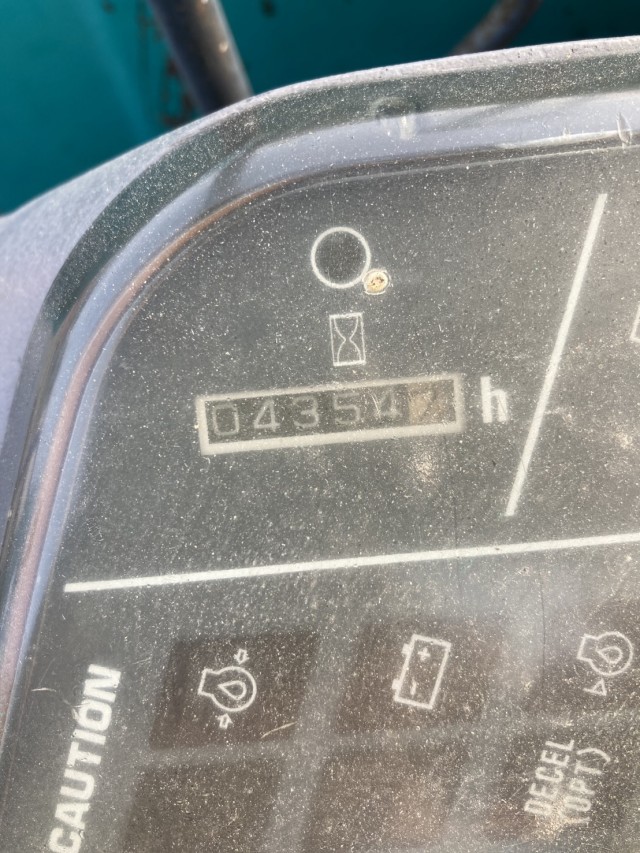 04354 h
CAUTION
DECEL
(OPT)